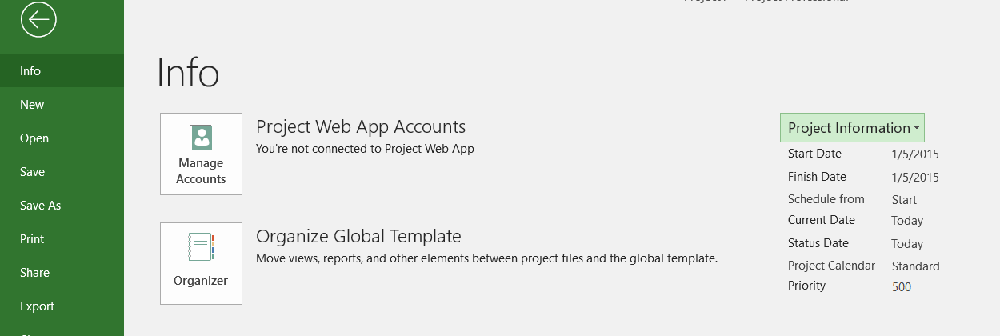 Info
New
Open
Save
Save As
Print
Share
Export
Info
Manage
Accounts
Project Web App Accounts
You're not connected to Project Web App
Organizer
Organize Global Template
Move views, reports, and other elements between project files and the global template.
Project Information
Start Date 1/5/2015
Finish Date 1/5/2015
Schedule from Start
Current Date Today
Status Date Today
Project Calendar Standard
Priority 500